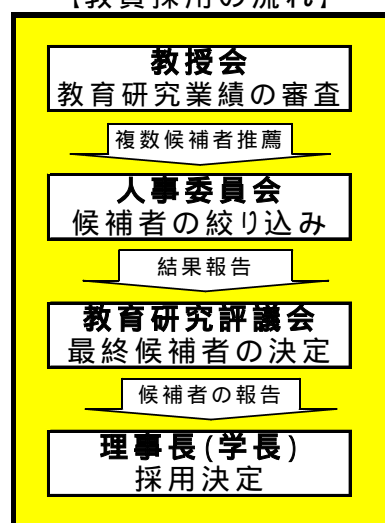 【教員採用の流れ】
教授会
教育研究業績の審査
複数候補者推薦
人事委員会
候補者の絞り込み
結果報告
教育研究評議会
最終候補者の決定
候補者の報告
理事長(学長)
採用決定